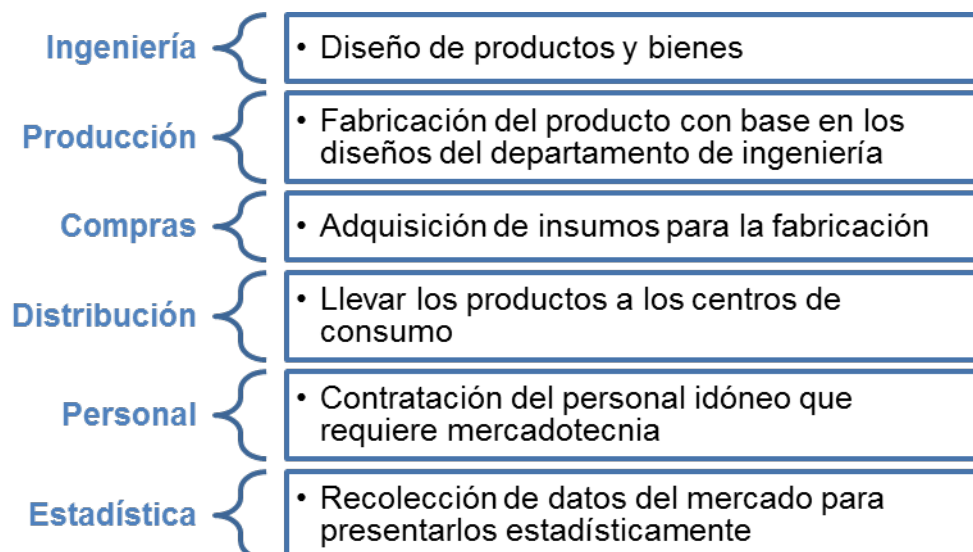 Ingeniería
• Diseño de productos y bienes
Producción
• Fabricación del producto con base en los
diseños del departamento de ingeniería
Compras
• Adquisición de insumos para la fabricación
Distribución
• Llevar los productos a los centros de
consumo
Personal
• Contratación del personal idóneo que
requiere mercadotecnia
Estadística
• Recolección de datos del mercado para
presentarlos estadísticamente